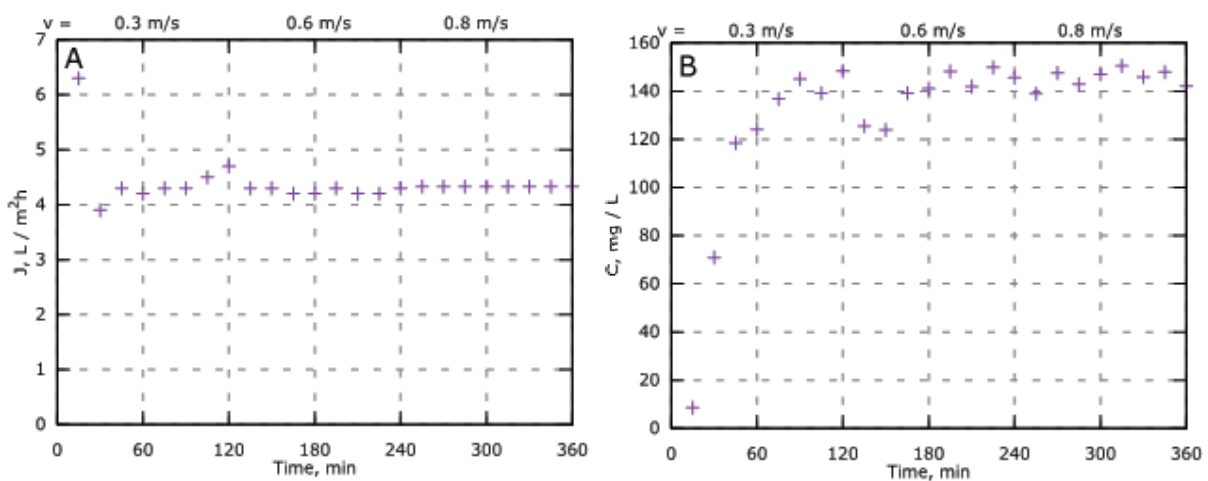 v = 0.3 m/s 0.6 m/s 0.8 m/s
A
7
6
5
4
3
2
1
0
J, L / m²h
0 60 120 180 240 300 360
Time, min
v = 0.3 m/s 0.6 m/s 0.8 m/s
B
160
140
120
100
80
60
40
20
0
C, mg / L
0 60 120 180 240 300 360
Time, min